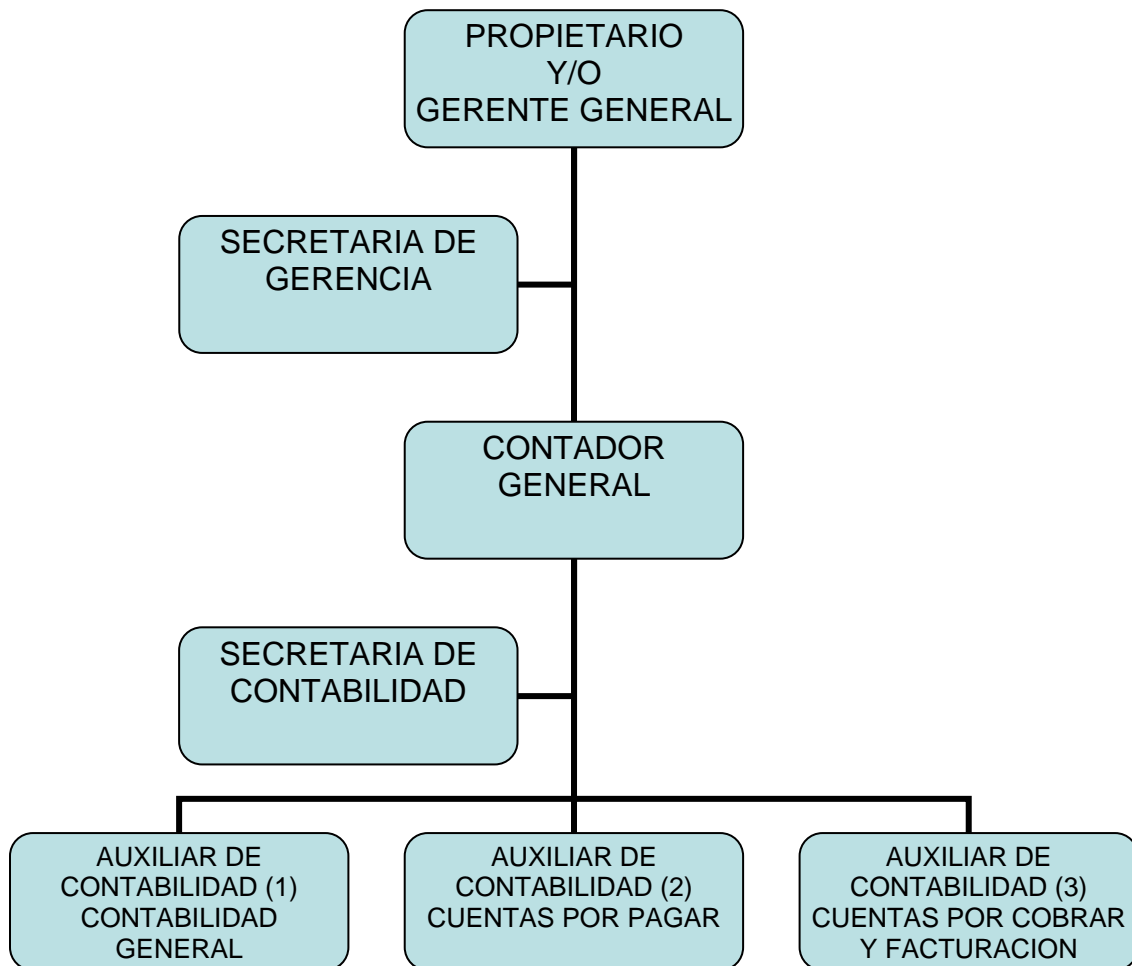 PROPIETARIO
Y/O
GERENTE GENERAL
SECRETARIA DE
GERENCIA
CONTADOR
GENERAL
SECRETARIA DE
CONTABILIDAD
AUXILIAR DE
CONTABILIDAD (1)
CONTABILIDAD
GENERAL
AUXILIAR DE
CONTABILIDAD (2)
CUENTAS POR PAGAR
AUXILIAR DE
CONTABILIDAD (3)
CUENTAS POR COBRAR
Y FACTURACION